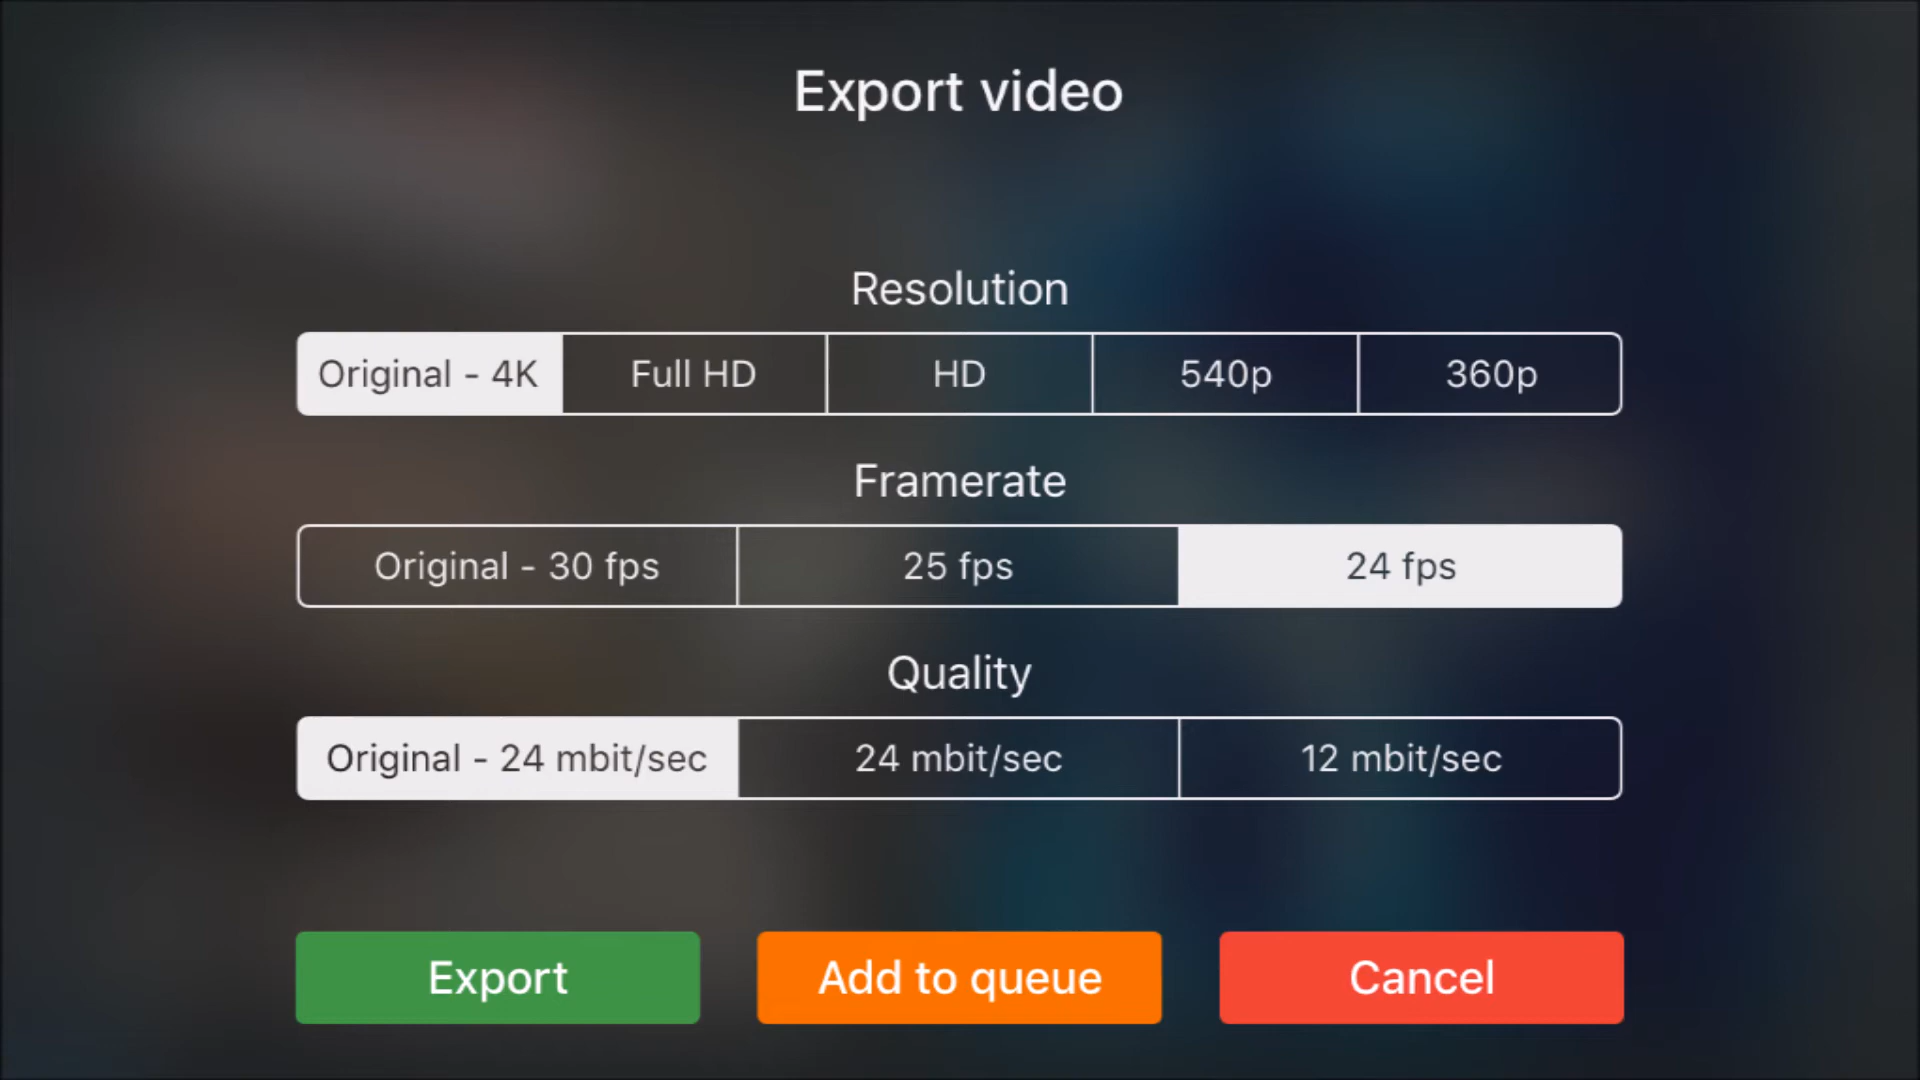 Export video
Resolution
Original - 4K Full HD HD 540p 360p
Framerate
Original - 30 fps 25 fps 24 fps
Quality
Original - 24 mbit/sec 24 mbit/sec 12 mbit/sec
Export Add to queue Cancel